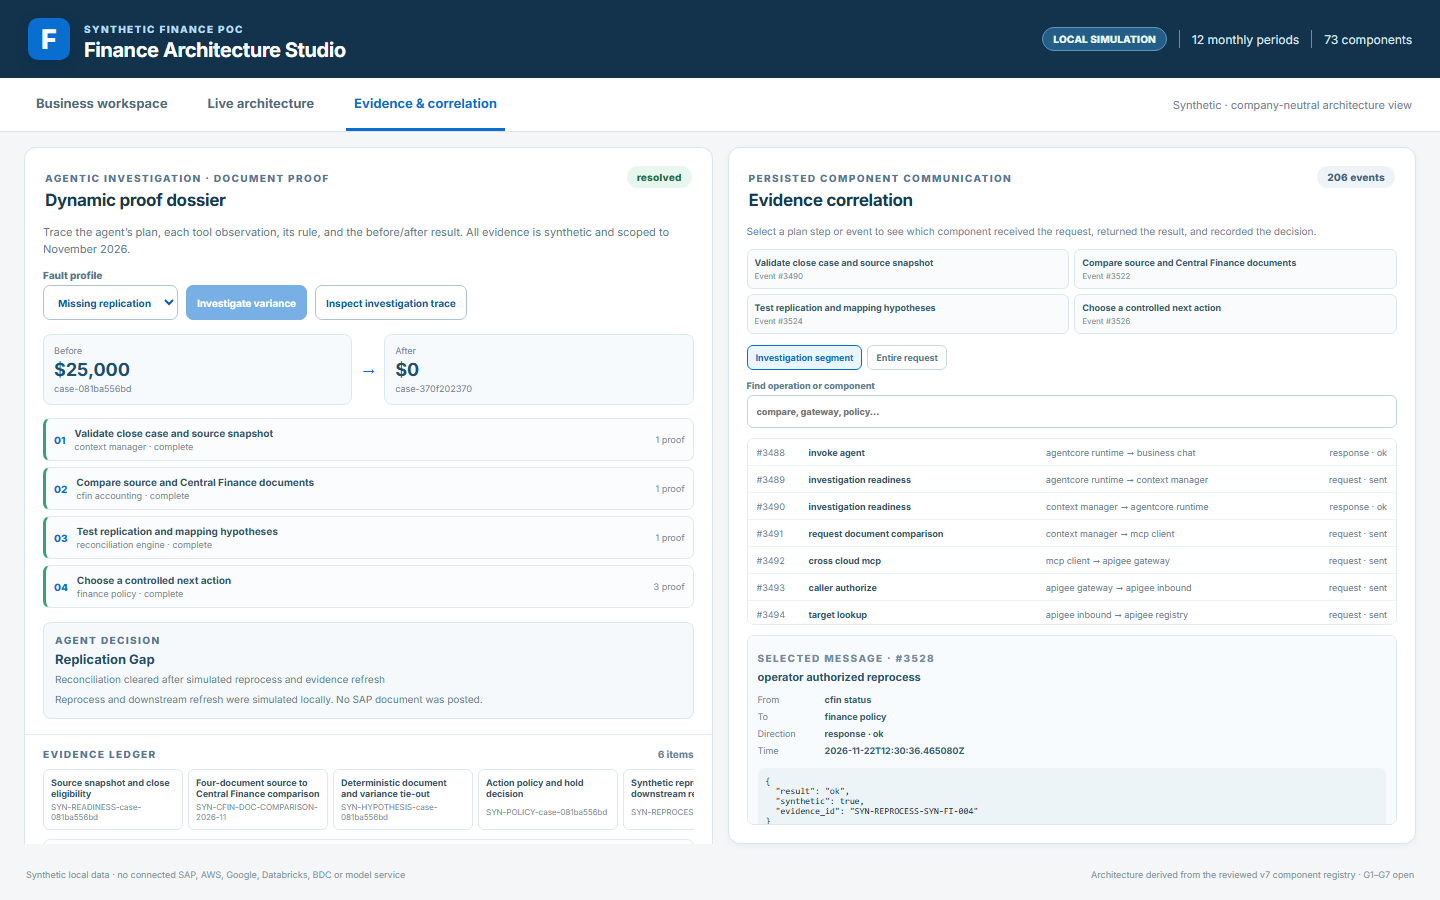 F
SYNTHETIC FINANCE POC
Finance Architecture Studio
LOCAL SIMULATION
12 monthly periods
73 components
Business workspace
Live architecture
Evidence & correlation
Synthetic · company-neutral architecture view
AGENTIC INVESTIGATION · DOCUMENT PROOF
resolved
Dynamic proof dossier
Trace the agent's plan, each tool observation, its rule, and the before/after result. All evidence is synthetic and scoped to
November 2026.
Fault profile
Missing replication
Investigate variance
Inspect investigation trace
Before
$25,000
case-081ba556bd
→
After
$0
case-370f202370
01
Validate close case and source snapshot
context manager · complete
1 proof
02
Compare source and Central Finance documents
cfin accounting · complete
1 proof
03
Test replication and mapping hypotheses
reconciliation engine · complete
1 proof
04
Choose a controlled next action
finance policy · complete
3 proof
AGENT DECISION
Replication Gap
Reconciliation cleared after simulated reprocess and evidence refresh
Reprocess and downstream refresh were simulated locally. No SAP document was posted.
EVIDENCE LEDGER
6 items
Source snapshot and close
eligibility
SYN-READINESS-case-
081ba556bd
Four-document source to
Central Finance comparison
SYN-CFIN-DOC-COMPARISON-
2026-11
Deterministic document
and variance tie-out
SYN-HYPOTHESIS-case-
081ba556bd
Action policy and hold
decision
SYN-POLICY-case-081ba556bd
Synthetic repr
downstream re
SYN-REPROCES
PERSISTED COMPONENT COMMUNICATION
206 events
Evidence correlation
Select a plan step or event to see which component received the request, returned the result, and recorded the decision.
Validate close case and source snapshot
Event #3490
Compare source and Central Finance documents
Event #3522
Test replication and mapping hypotheses
Event #3524
Choose a controlled next action
Event #3526
Investigation segment
Entire request
Find operation or component
compare, gateway, policy...
#3488 invoke agent agentcore runtime → business chat response · ok
#3489 investigation readiness agentcore runtime → context manager request · sent
#3490 investigation readiness context manager → agentcore runtime response · ok
#3491 request document comparison context manager → mcp client request · sent
#3492 cross cloud mcp mcp client → apigee gateway request · sent
#3493 caller authorize apigee gateway → apigee inbound request · sent
#3494 target lookup apigee inbound → apigee registry request · sent
SELECTED MESSAGE · #3528
operator authorized reprocess
From cfin status
To finance policy
Direction response · ok
Time 2026-11-22T12:30:36.465080Z
{
"result": "ok",
"synthetic": true,
"evidence_id": "SYN-REPROCESS-SYN-FI-004"
}
Synthetic local data · no connected SAP, AWS, Google, Databricks, BDC or model service
Architecture derived from the reviewed v7 component registry · G1–G7 open